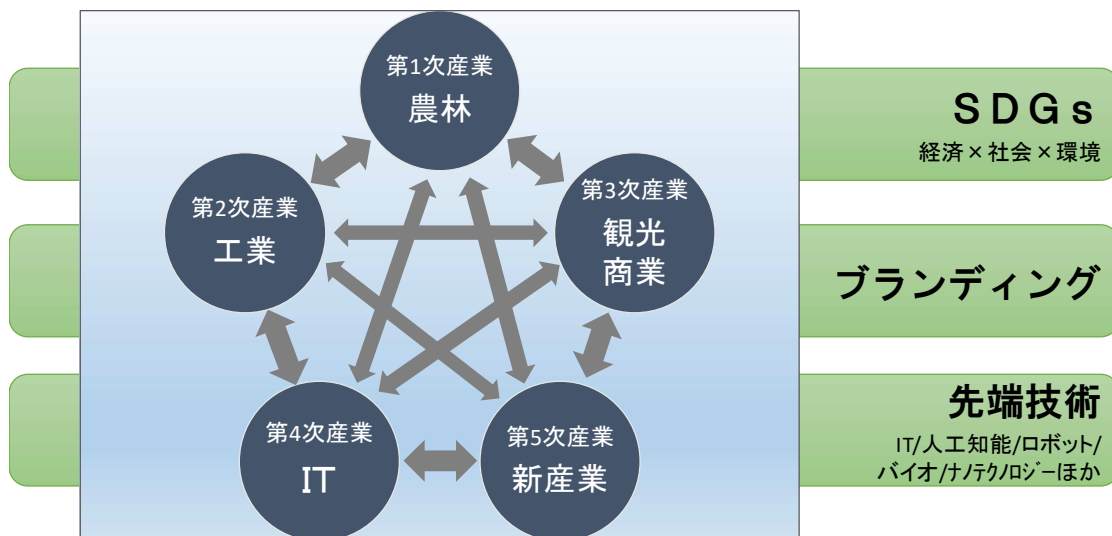 第1次産業
農林
第2次産業
工業
第3次産業
観光
商業
第4次産業
IT
第5次産業
新産業
ＳＤＧｓ
経済×社会×環境
ブランディング
先端技術
IT/人工知能/ロボット/
バイオ/ﾅﾉﾃｸﾉﾛｼﾞｰほか